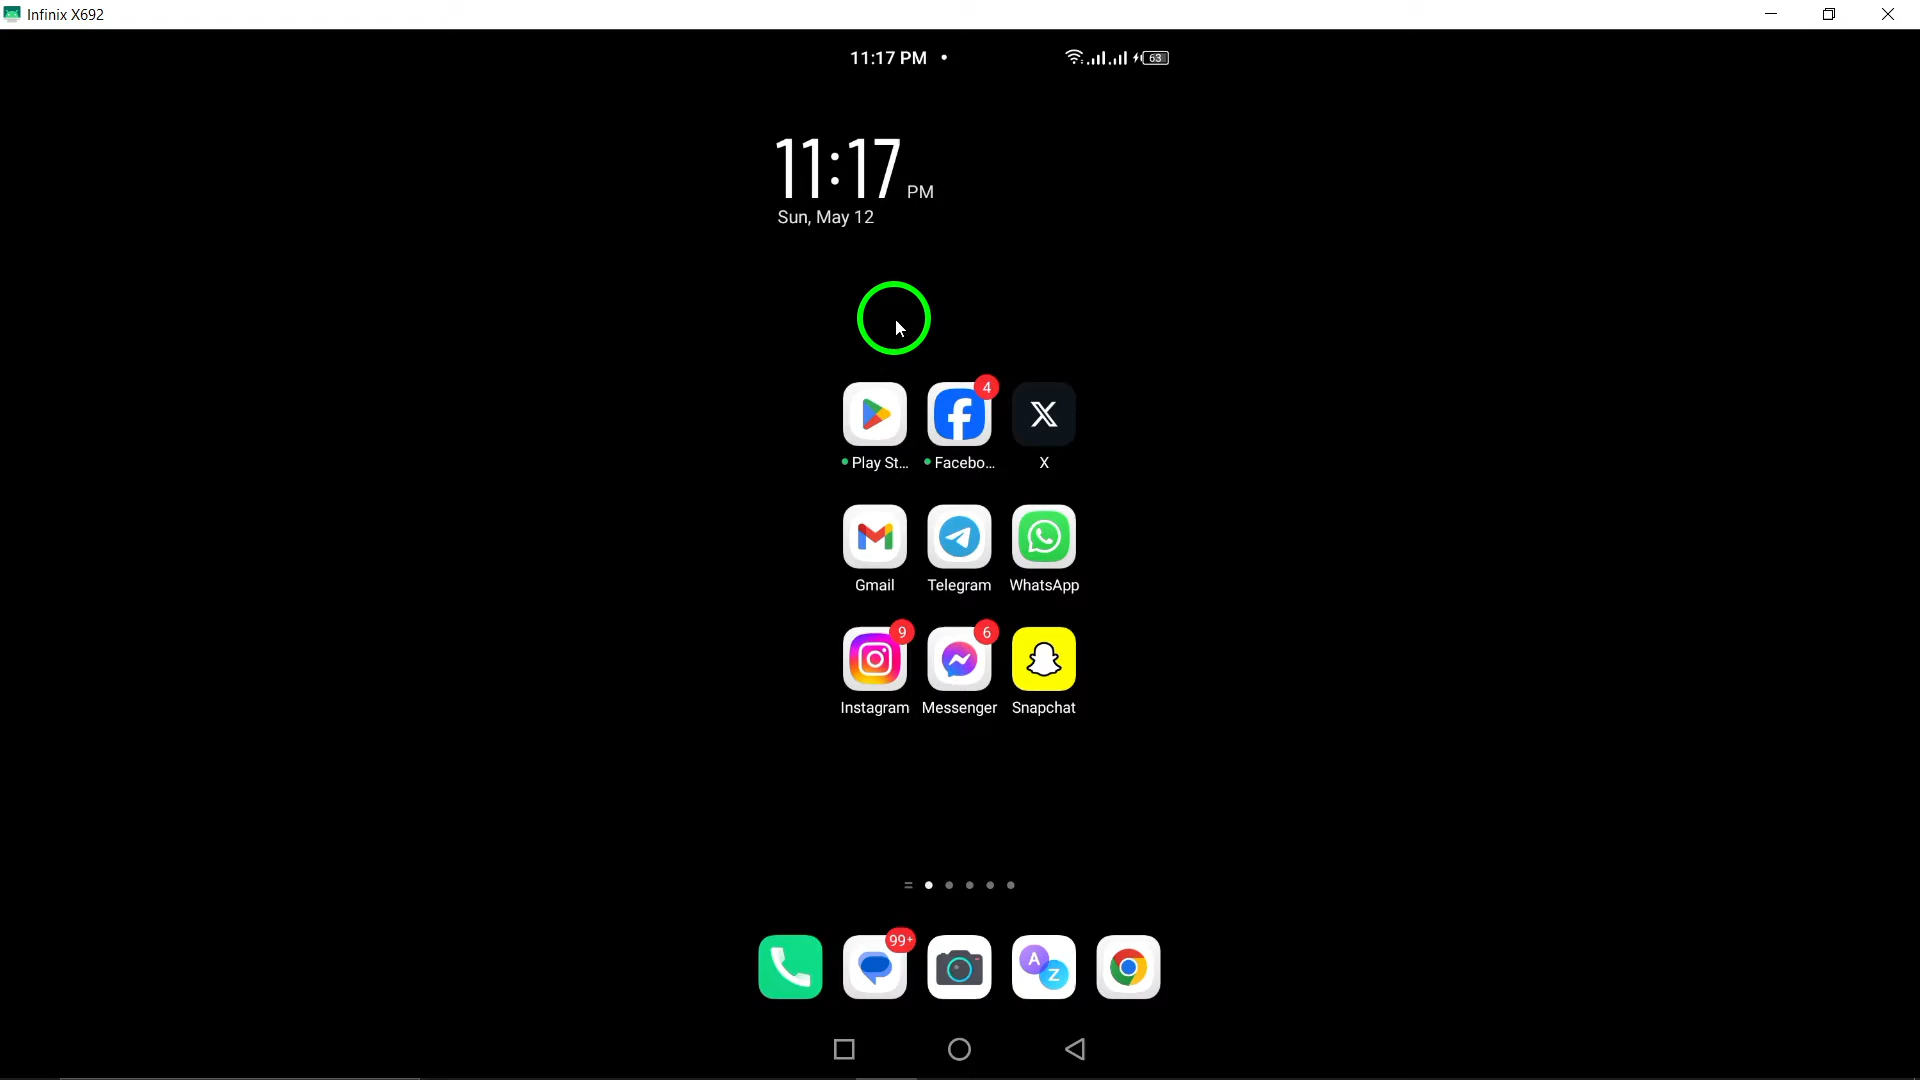 Infinix X692
11:17 PM
63
11:17 PM
Sun, May 12
4
Play St... Facebo... X
Gmail Telegram WhatsApp
9 6
Instagram Messenger Snapchat
99+
A Z